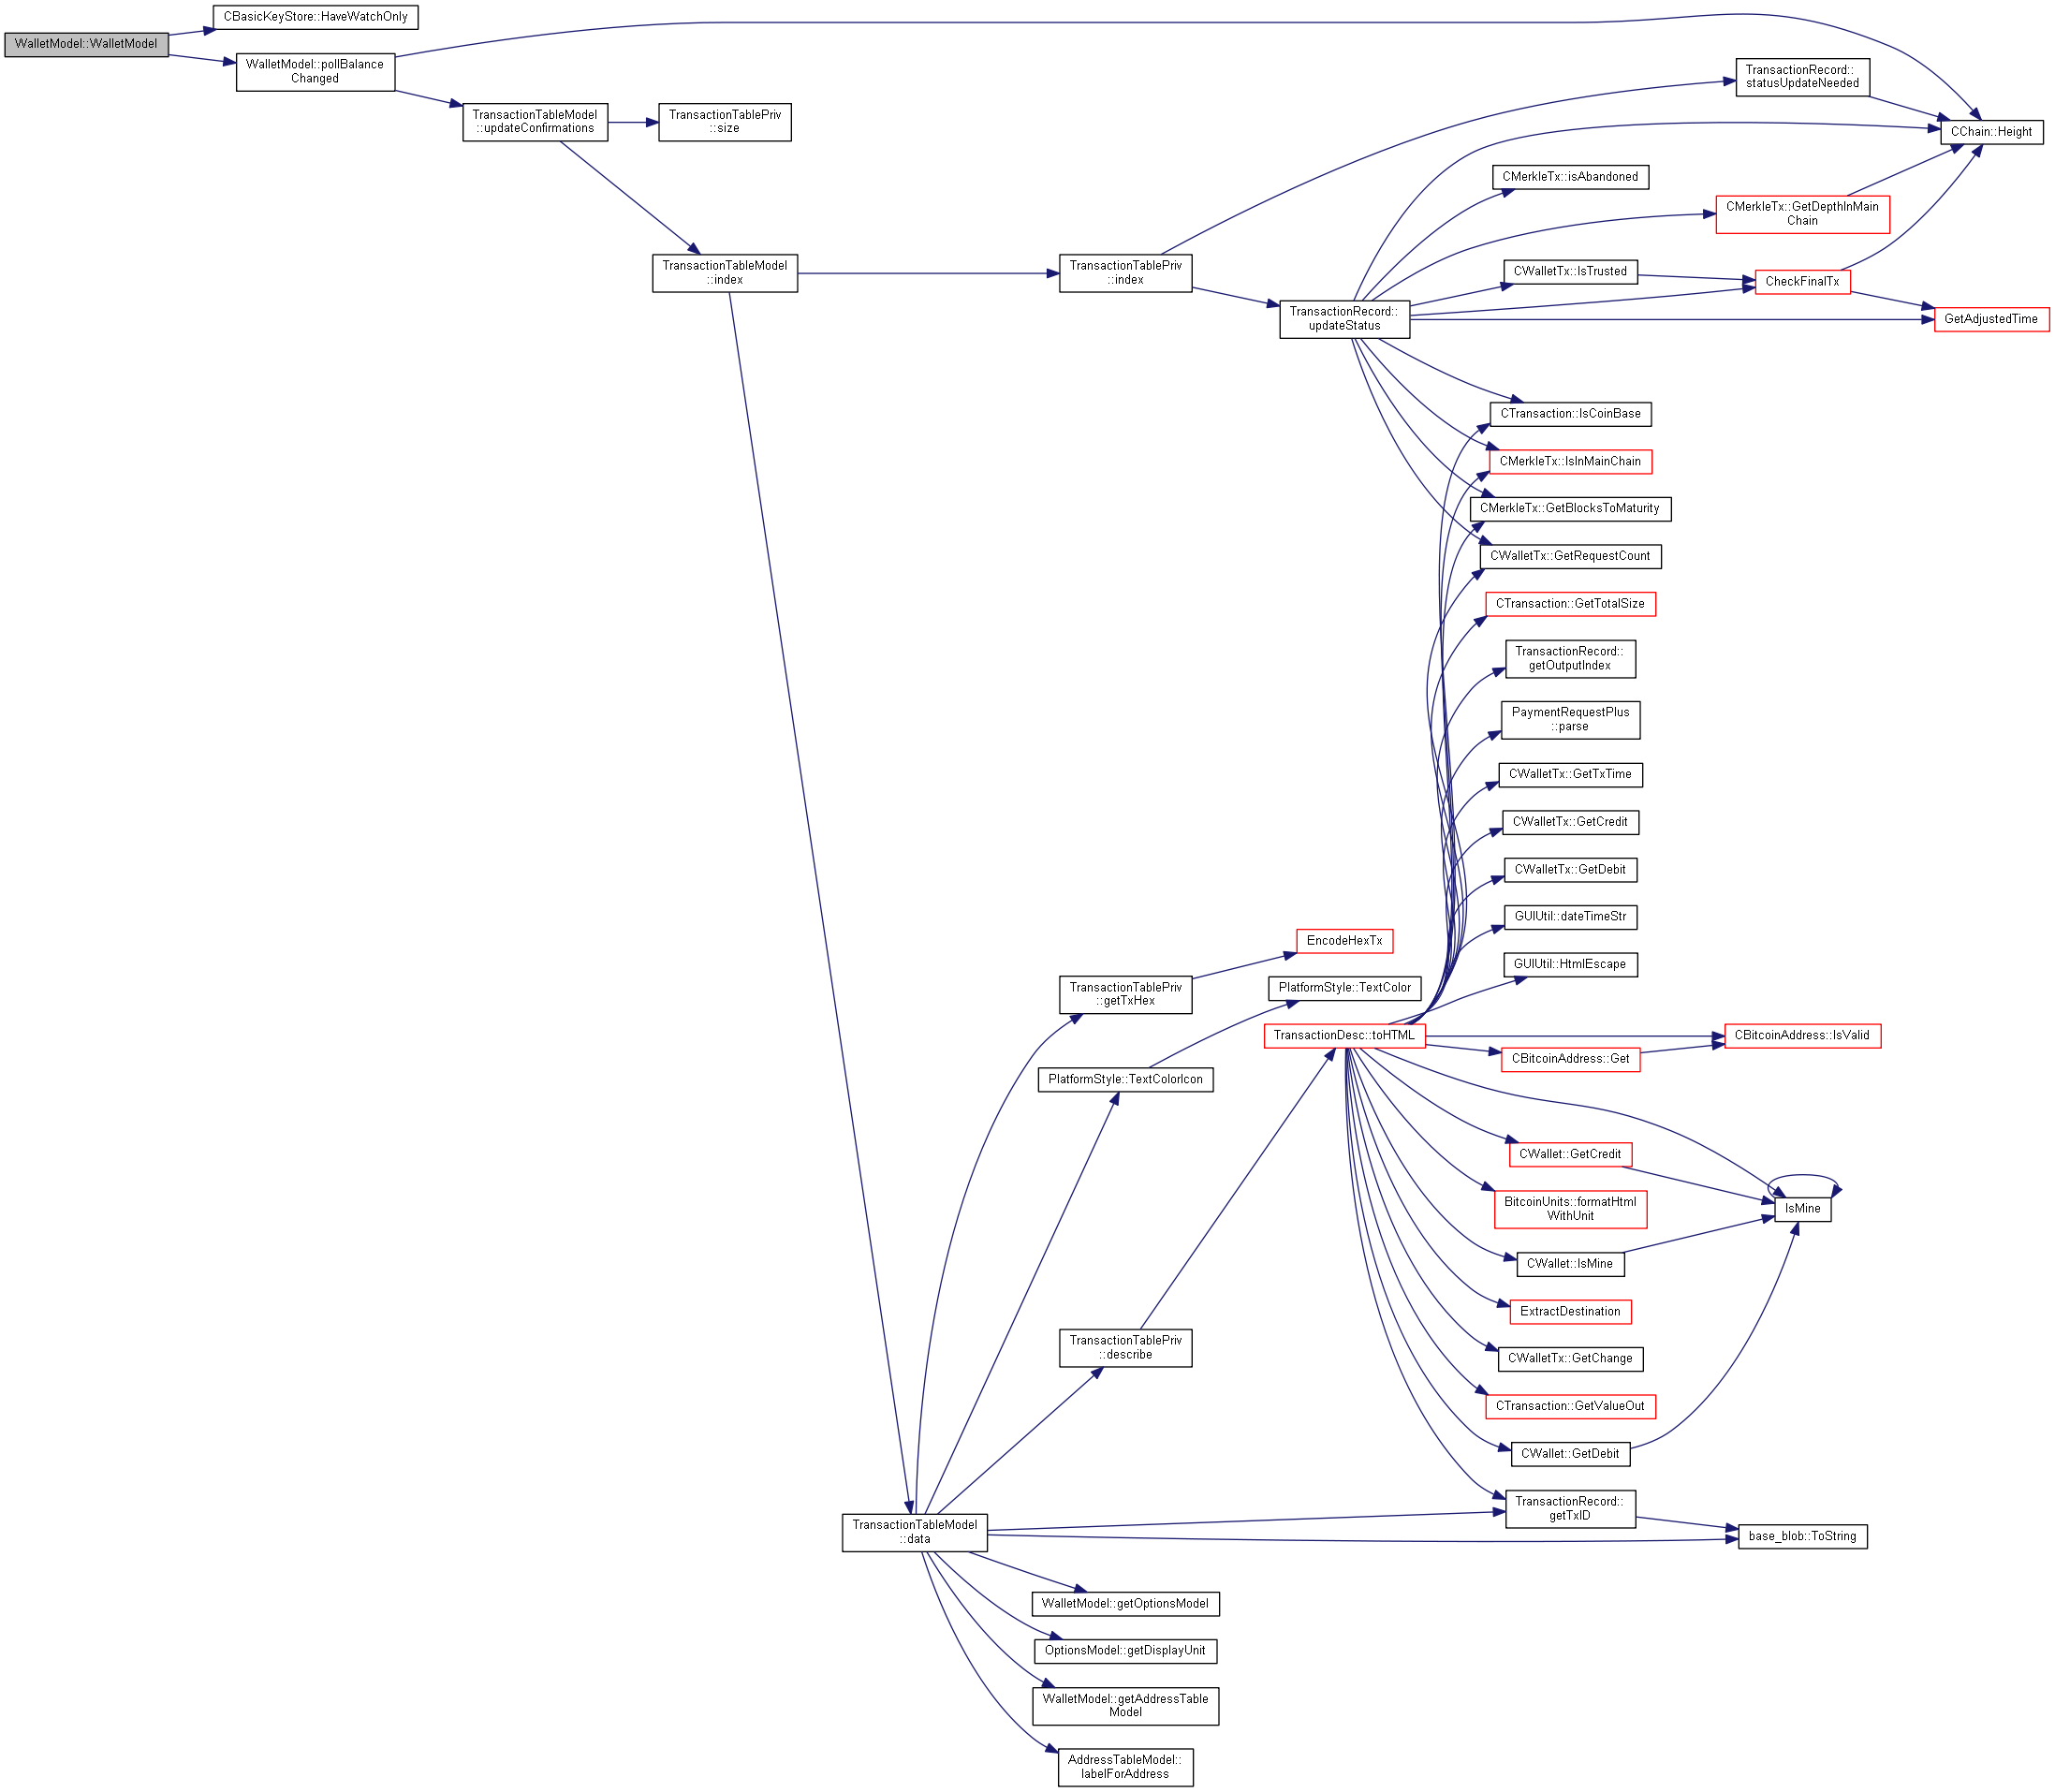 WalletModel::WalletModel
CBasicKeyStore::HaveWatchOnly
WalletModel::pollBalance
Changed
TransactionTableModel
::updateConfirmations
TransactionTablePriv
::size
TransactionTableModel
::index
TransactionTablePriv
::index
TransactionRecord::
statusUpdateNeeded
CChain::Height
CMerkleTx::isAbandoned
CMerkleTx::GetDepthInMain
Chain
CWalletTx::IsTrusted
CheckFinalTx
GetAdjustedTime
TransactionRecord::
updateStatus
CTransaction::IsCoinBase
CMerkleTx::IsInMainChain
CMerkleTx::GetBlocksToMaturity
CWalletTx::GetRequestCount
CTransaction::GetTotalSize
TransactionRecord::
getOutputIndex
PaymentRequestPlus
::parse
CWalletTx::GetTxTime
CWalletTx::GetCredit
CWalletTx::GetDebit
GUIUtil::dateTimeStr
GUIUtil::HtmlEscape
EncodeHexTx
TransactionTablePriv
::getTxHex
PlatformStyle::TextColor
TransactionDesc::toHTML
CBitcoinAddress::IsValid
CBitcoinAddress::Get
PlatformStyle::TextColorIcon
CWallet::GetCredit
BitcoinUnits::formatHtml
WithUnit
IsMine
CWallet::IsMine
ExtractDestination
TransactionTablePriv
::describe
CWalletTx::GetChange
CTransaction::GetValueOut
CWallet::GetDebit
TransactionRecord::
getTxID
TransactionTableModel
::data
base_blob::ToString
WalletModel::getOptionsModel
OptionsModel::getDisplayUnit
WalletModel::getAddressTable
Model
AddressTableModel::
labelForAddress